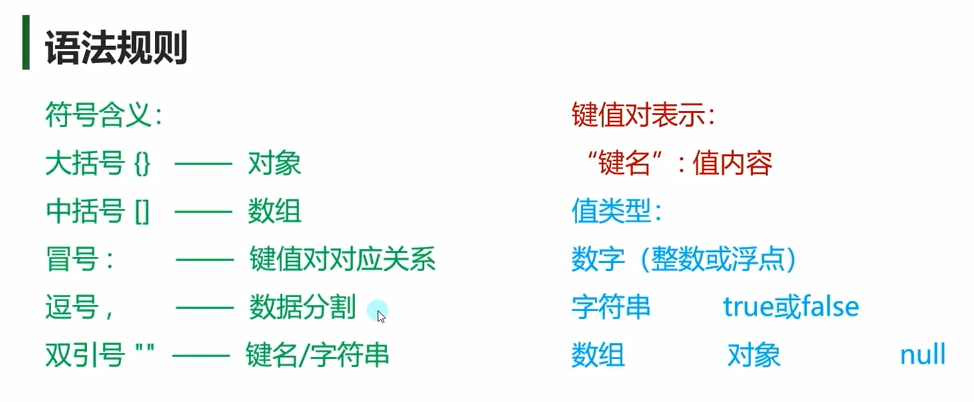 语法规则
符号含义：
大括号 {} —— 对象
中括号 [] —— 数组
冒号 : —— 键值对对应关系
逗号 , —— 数据分割
双引号 "" —— 键名/字符串
键值对表示：
“键名”: 值内容
值类型：
数字（整数或浮点）
字符串 true或false
数组 对象 null